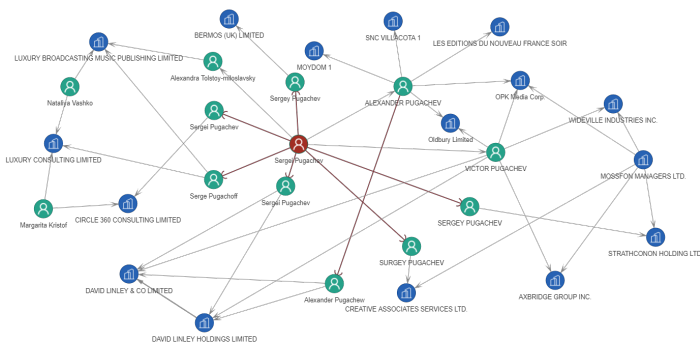 SNC VILLACOTA 1
BERMOS (UK) LIMITED
LES EDITIONS DU NOUVEAU FRANCE SOIR
LUXURY BROADCASTING MUSIC PUBLISHING LIMITED
MOYDOM 1
Alexandra Tolstoy-miloslavsky
OPK Media Corp.
Sergey Pugachev
ALEXANDER PUGACHEV
Nataliya Vashko
WIDEVILLE INDUSTRIES INC.
Sergei Pugachev
Oldbury Limited
LUXURY CONSULTING LIMITED
Sergei Pugachev
VICTOR PUGACHEV
MOSSFON MANAGERS LTD.
Serge Pugachoff
Sergei Pugachev
CIRCLE 360 CONSULTING LIMITED
Margarita Kristof
SERGEY PUGACHEV
STRATHCONON HOLDING LTD
SURGEY PUGACHEV
DAVID LINLEY & CO LIMITED
AXBRIDGE GROUP INC.
Alexander Pugachew
CREATIVE ASSOCIATES SERVICES LTD.
DAVID LINLEY HOLDINGS LIMITED